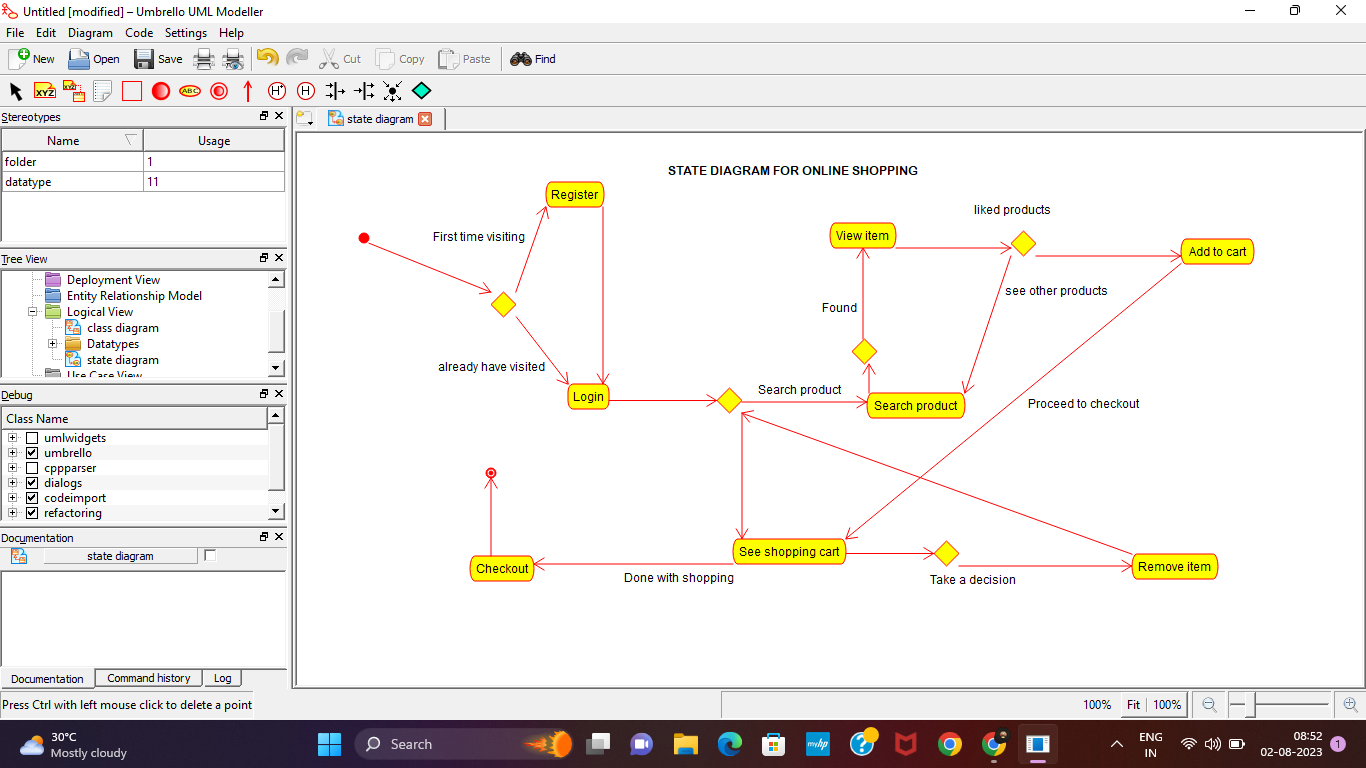 Untitled [modified] – Umbrello UML Modeller
File Edit Diagram Code Settings Help
New Open Save Cut Copy Paste Find
XYZ XYZ ABC H* H
Stereotypes
Name Usage
folder 1
datatype 11
Tree View
Deployment View
Entity Relationship Model
Logical View
class diagram
Datatypes
state diagram
Use Case View
Debug
Class Name
umlwidgets
umbrello
cppparser
dialogs
codeimport
refactoring
Documentation
state diagram
Documentation Command history Log
Press Ctrl with left mouse click to delete a point
state diagram
STATE DIAGRAM FOR ONLINE SHOPPING
Register
First time visiting
already have visited
Login
Search product
Search product
Found
View item
liked products
see other products
Add to cart
Proceed to checkout
See shopping cart
Take a decision
Remove item
Done with shopping
Checkout
100% Fit 100%
30°C
Mostly cloudy
Search
my hp
ENG
IN
08:52
02-08-2023
1